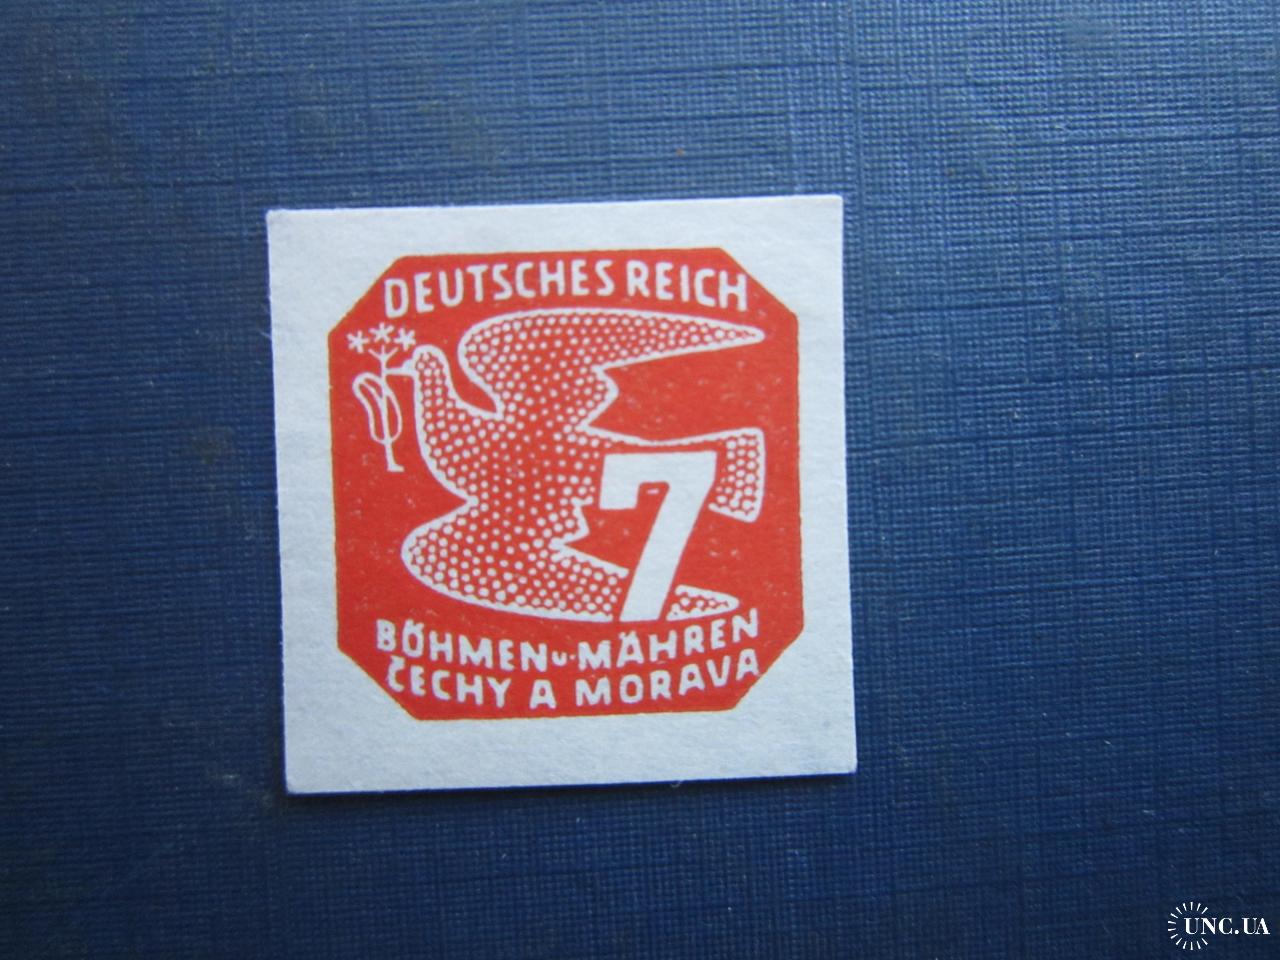 DEUTSCHES REICH
7
BÖHMEN u. MÄHREN
ČECHY A MORAVA
UNC.UA